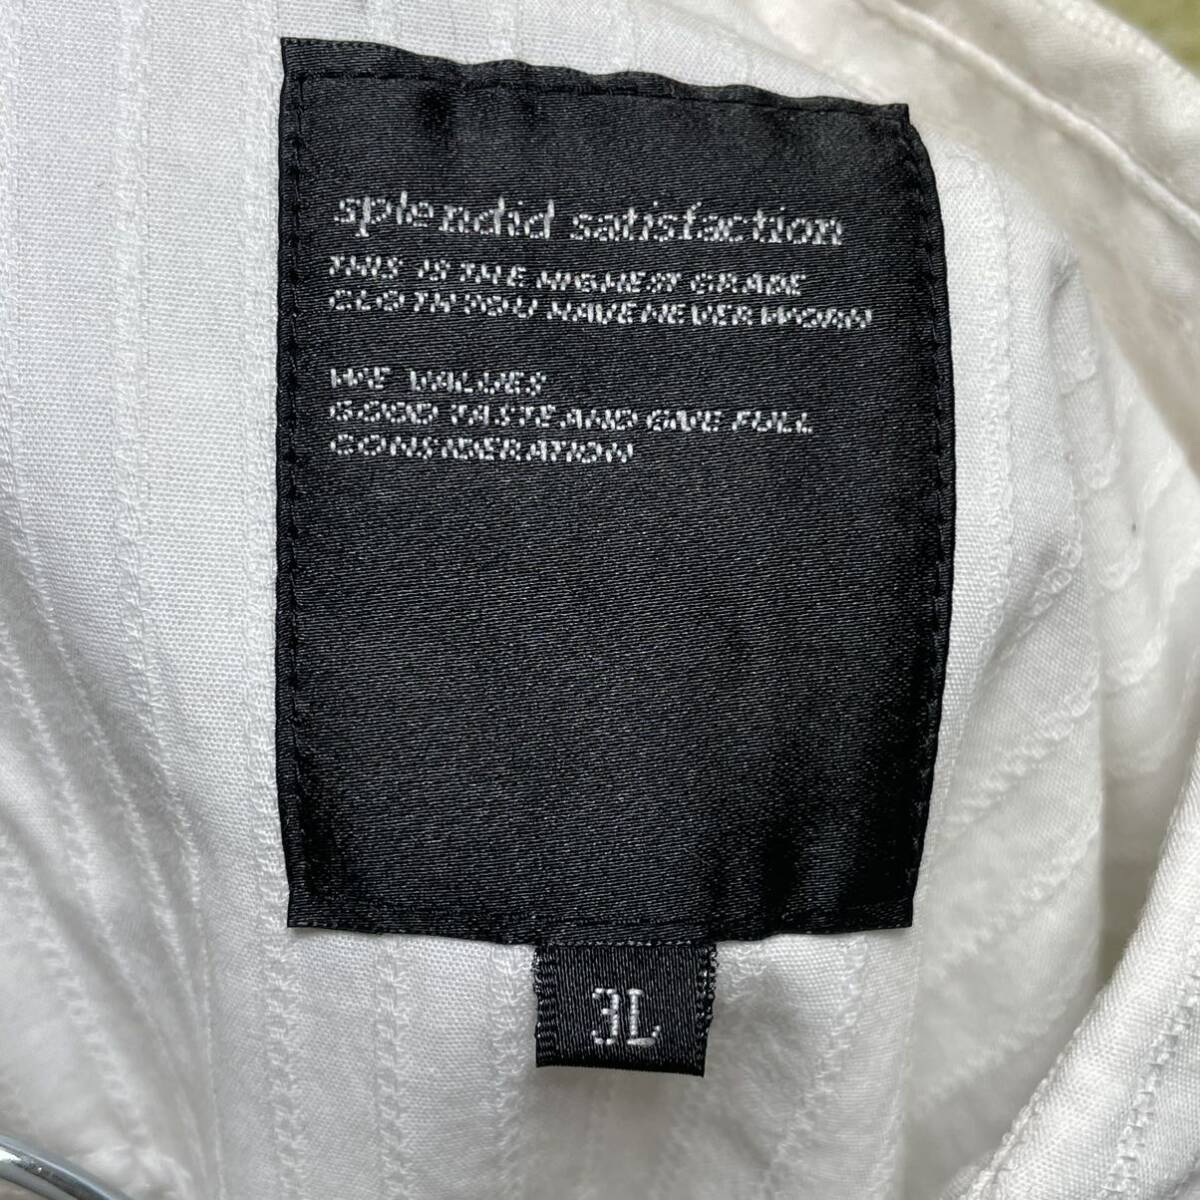 splendid satisfaction
THIS IS THE HIGHEST GRADE
CLOTH YOU HAVE NEVER WORN
WE VALUES
GOOD TASTE AND GIVE FULL
CONSIDERATION
3L